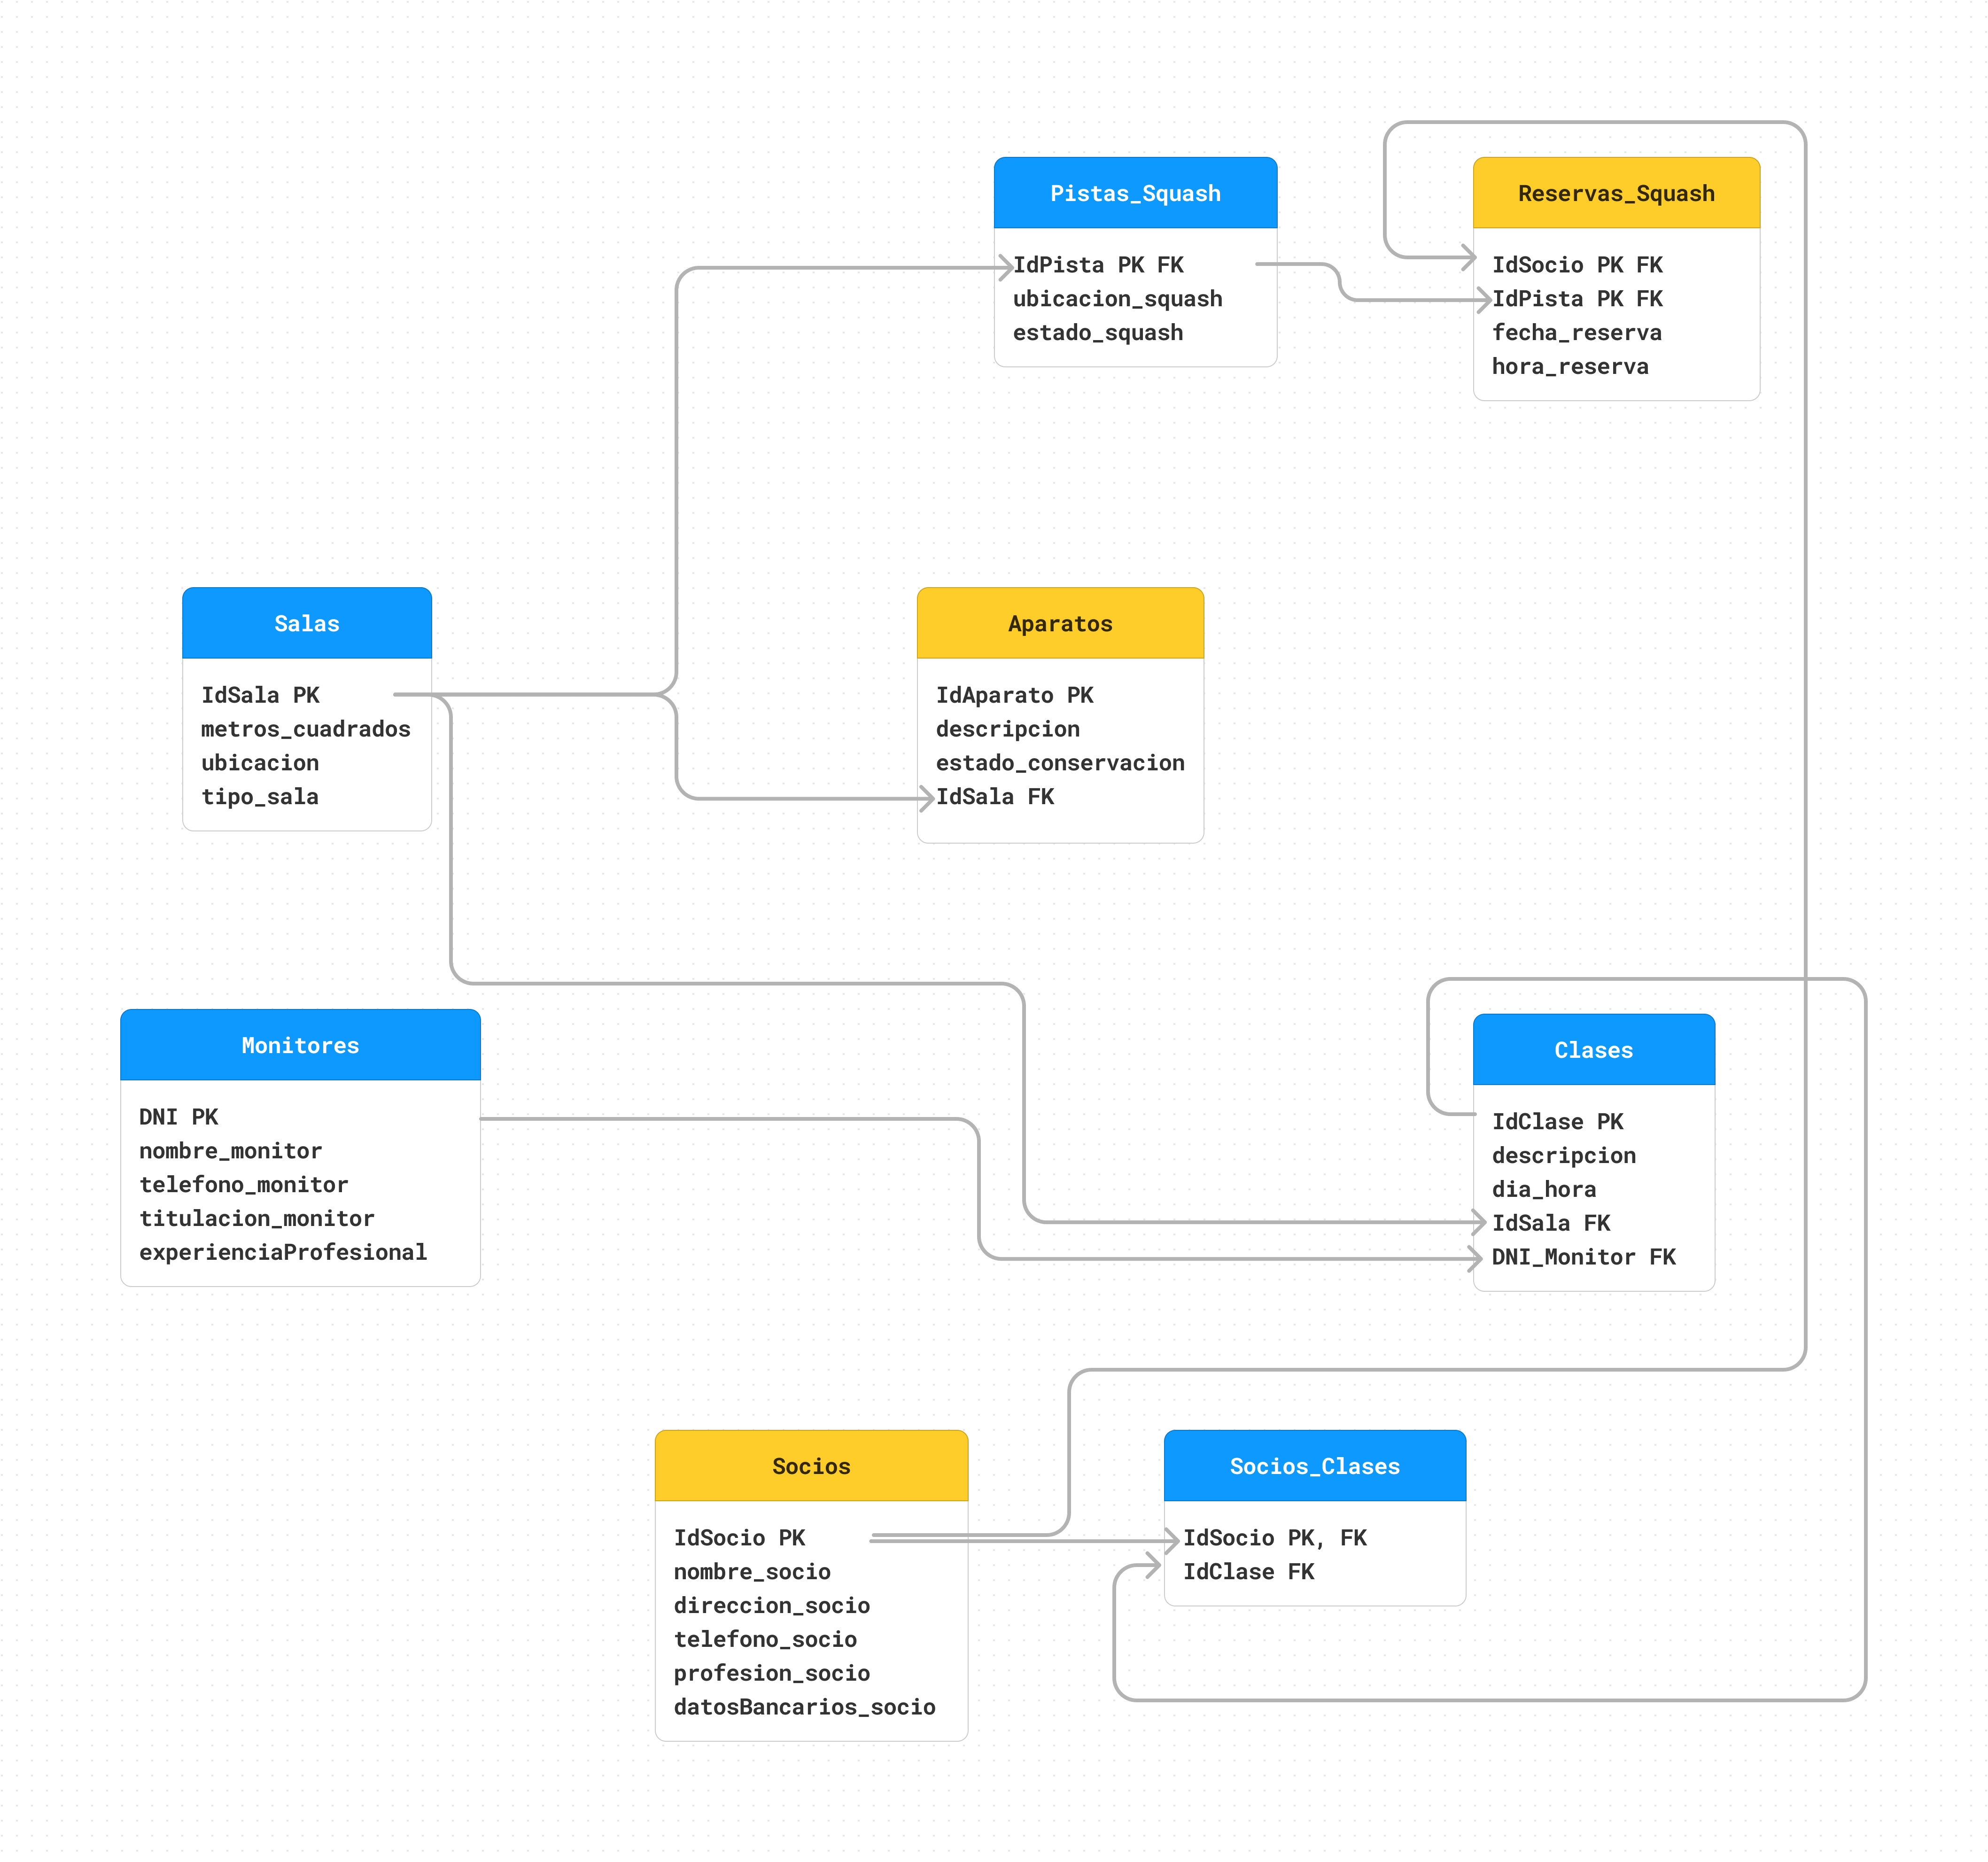 Pistas_Squash
IdPista PK FK
ubicacion_squash
estado_squash
Reservas_Squash
IdSocio PK FK
IdPista PK FK
fecha_reserva
hora_reserva
Salas
IdSala PK
metros_cuadrados
ubicacion
tipo_sala
Aparatos
IdAparato PK
descripcion
estado_conservacion
IdSala FK
Monitores
DNI PK
nombre_monitor
telefono_monitor
titulacion_monitor
experienciaProfesional
Clases
IdClase PK
descripcion
dia_hora
IdSala FK
DNI_Monitor FK
Socios
IdSocio PK
nombre_socio
direccion_socio
telefono_socio
profesion_socio
datosBancarios_socio
Socios_Clases
IdSocio PK, FK
IdClase FK